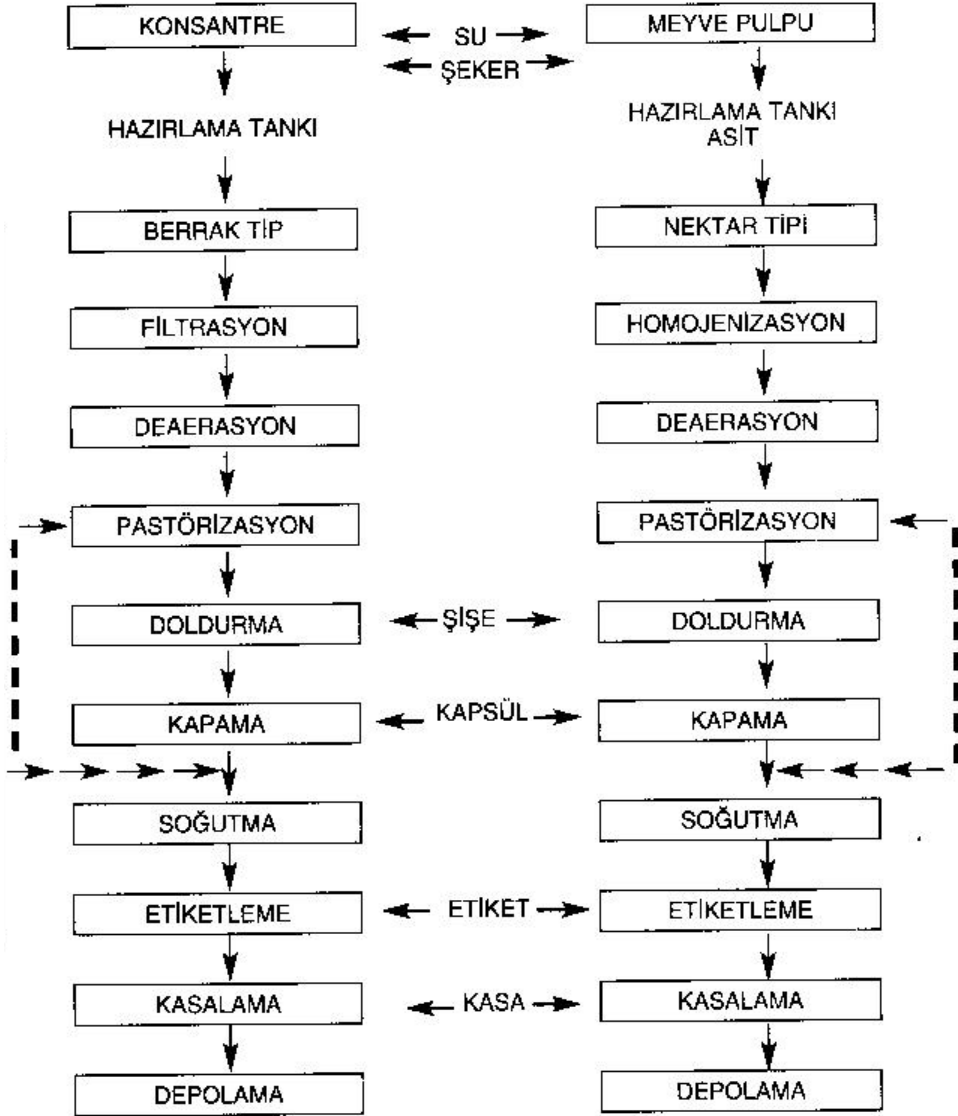 KONSANTRE
SU
ŞEKER
MEYVE PULPU
HAZIRLAMA TANKI
HAZIRLAMA TANKI
ASİT
BERRAK TİP
NEKTAR TİPİ
FİLTRASYON
HOMOJENİZASYON
DEAERASYON
DEAERASYON
PASTÖRİZASYON
PASTÖRİZASYON
DOLDURMA
ŞİŞE
DOLDURMA
KAPAMA
KAPSÜL
KAPAMA
SOĞUTMA
SOĞUTMA
ETİKETLEME
ETİKET
ETİKETLEME
KASALAMA
KASA
KASALAMA
DEPOLAMA
DEPOLAMA